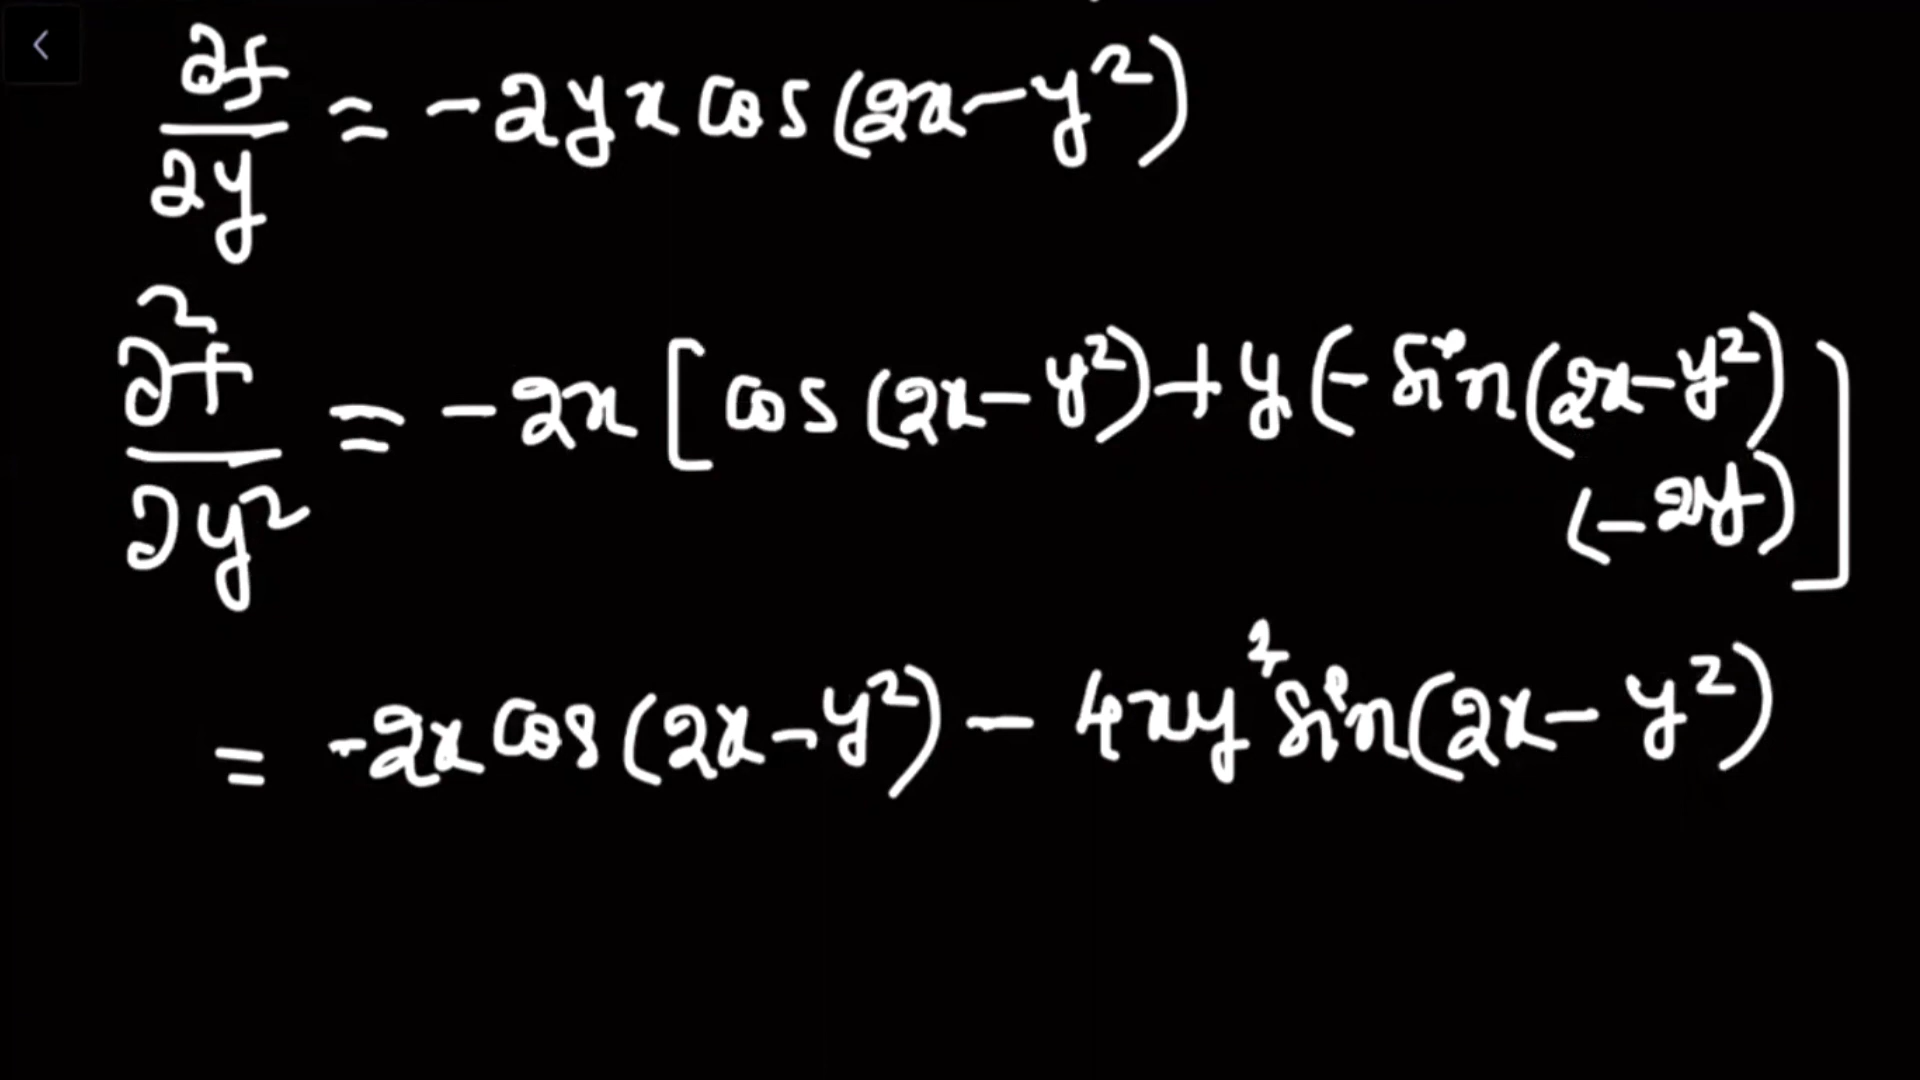 ∂f/∂y = -2yx cos(2x-y²)
∂²f/∂y² = -2x [cos(2x-y²)+y(-sin(2x-y²)
(-2y)]
= -2x cos(2x-y²) - 4xy² sin(2x-y²)